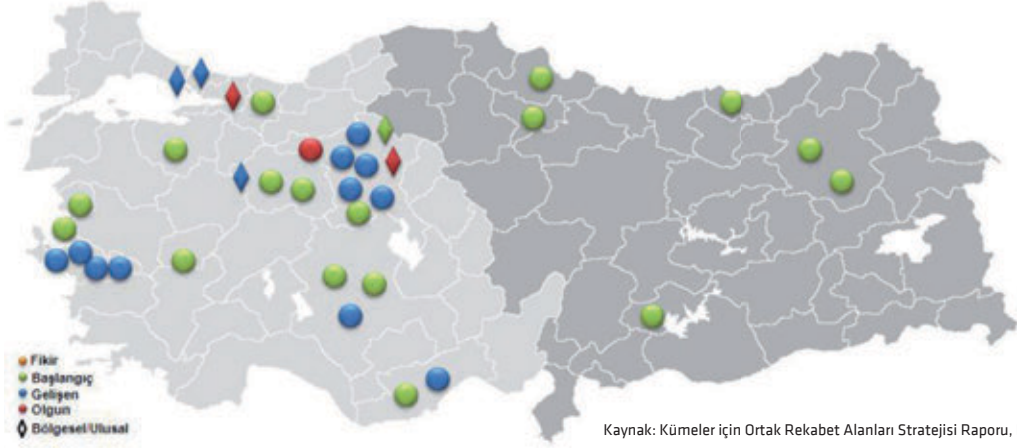 Fikir
Başlangıç
Gelişen
Olgun
Bölgesel/Ulusal
Kaynak: Kümeler için Ortak Rekabet Alanları Stratejisi Raporu,